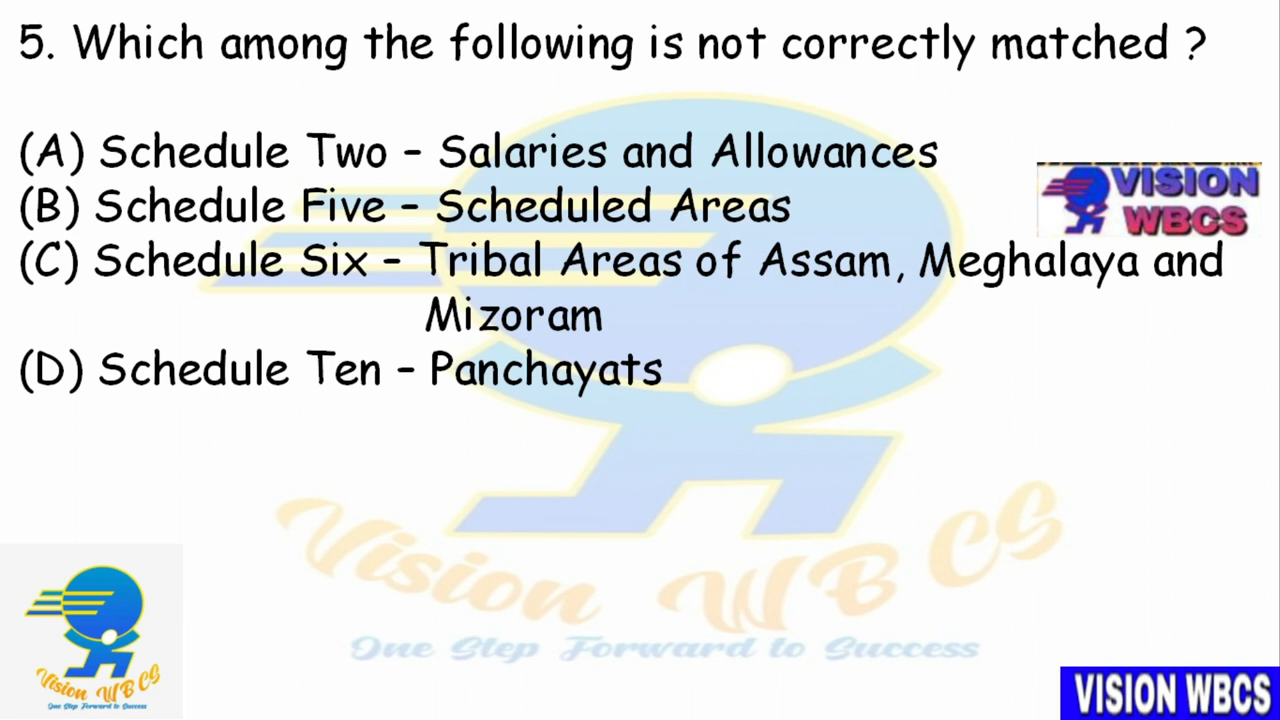 5. Which among the following is not correctly matched ?
(A) Schedule Two – Salaries and Allowances
(B) Schedule Five – Scheduled Areas
VISION
WBCS
(C) Schedule Six – Tribal Areas of Assam, Meghalaya and
Mizoram
(D) Schedule Ten – Panchayats
Vision WBCS
One Step Forward to Success
Vision WBCS
One Step Forward to Success
VISION WBCS